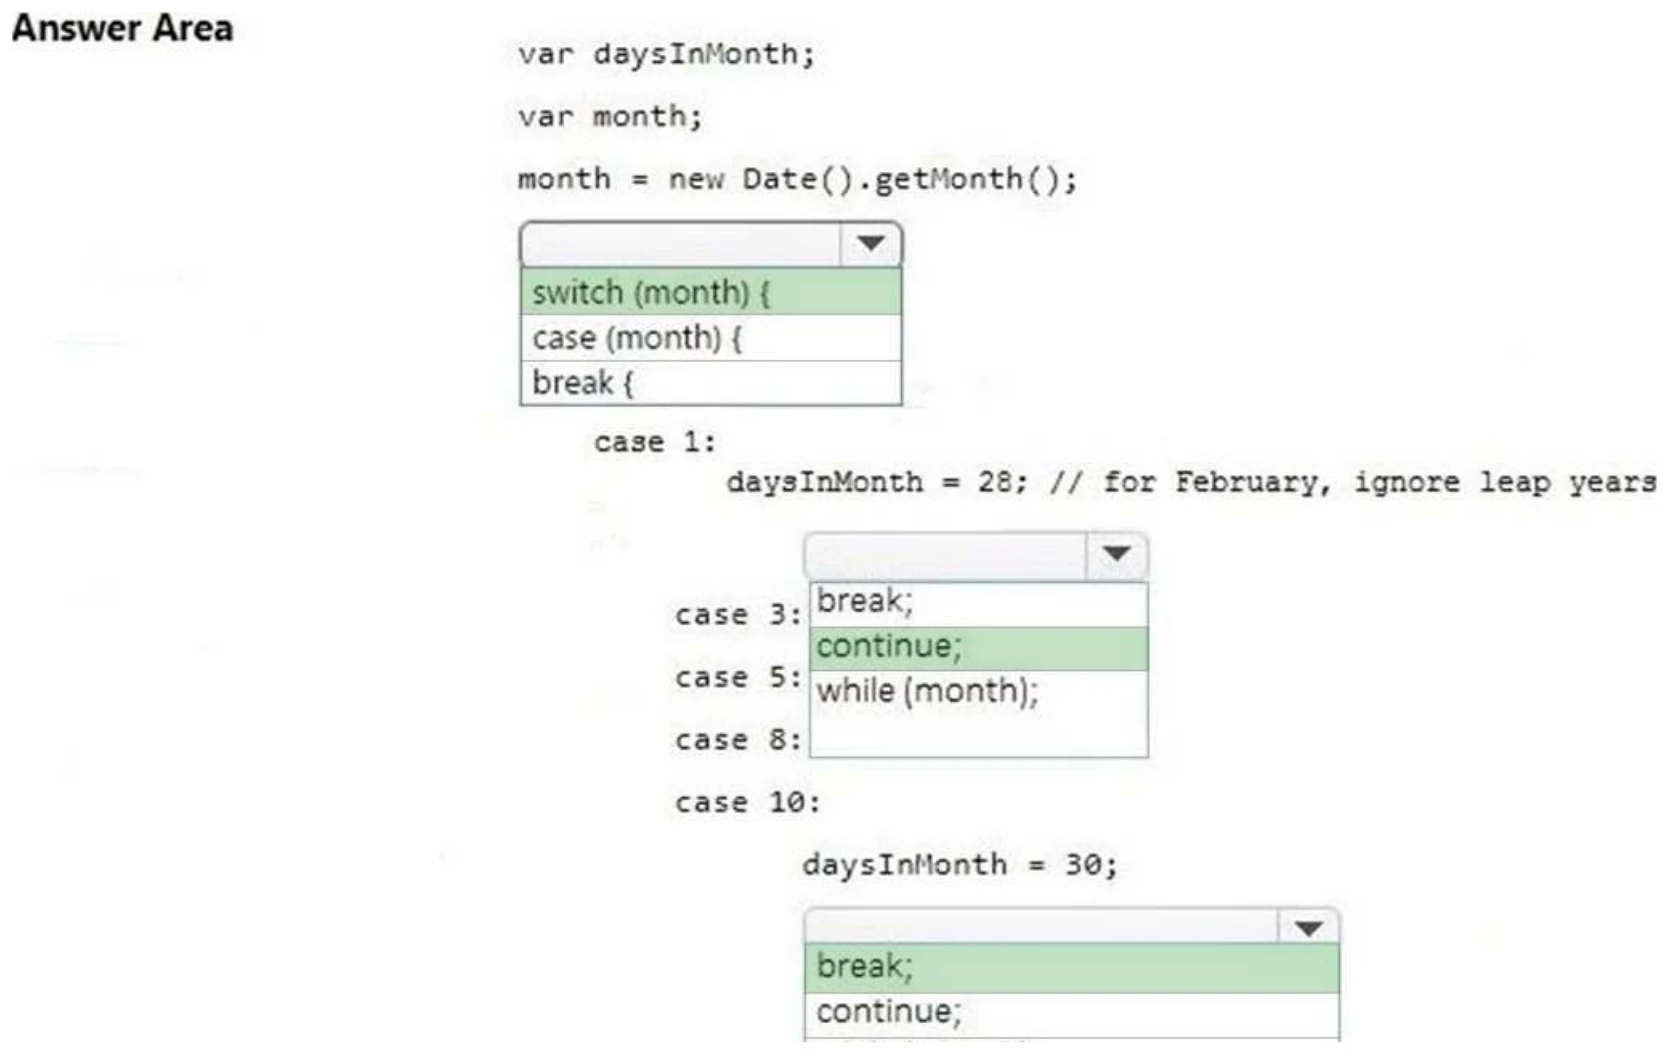 Answer Area
var daysInMonth;
var month;
month = new Date().getMonth();
switch (month) {
case (month) {
break {
case 1:
daysInMonth = 28; // for February, ignore leap years
break;
case 3:
continue;
case 5:
while (month);
case 8:
case 10:
daysInMonth = 30;
break;
continue;